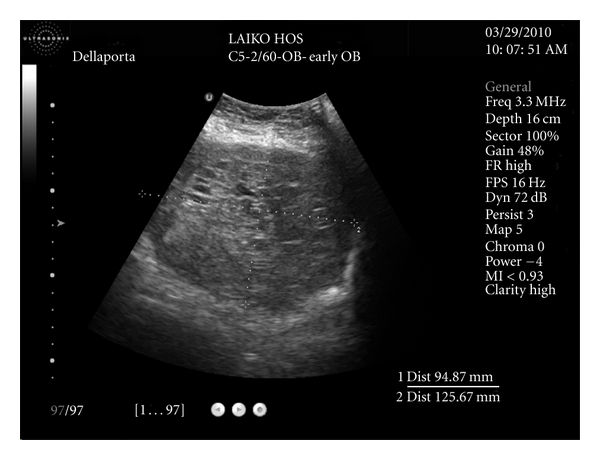 ULTRASONIX
Dellaporta
LAIKO HOS
C5-2/60-OB- early OB
03/29/2010
10: 07: 51 AM
General
Freq 3.3 MHz
Depth 16 cm
Sector 100%
Gain 48%
FR high
FPS 16 Hz
Dyn 72 dB
Persist 3
Map 5
Chroma 0
Power −4
MI < 0.93
Clarity high
1 Dist 94.87 mm
2 Dist 125.67 mm
97/97
[1…97]